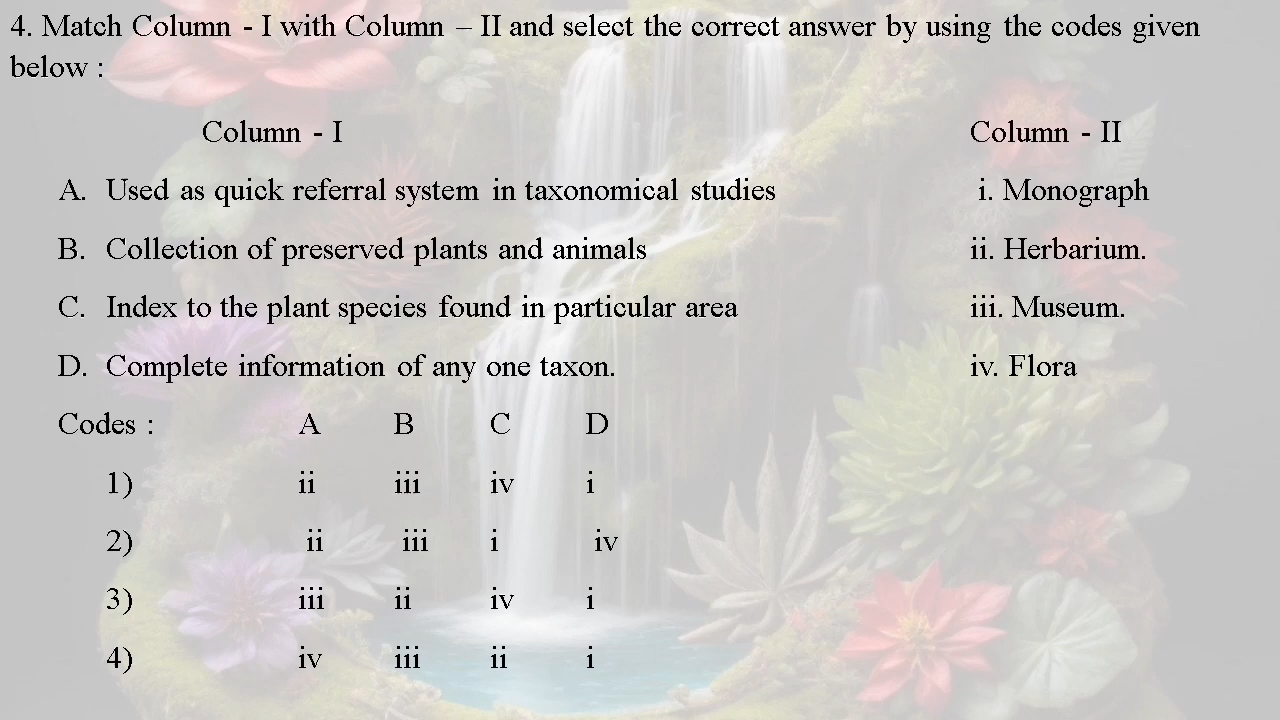 4. Match Column - I with Column – II and select the correct answer by using the codes given
below :
Column - I Column - II
A. Used as quick referral system in taxonomical studies i. Monograph
B. Collection of preserved plants and animals ii. Herbarium.
C. Index to the plant species found in particular area iii. Museum.
D. Complete information of any one taxon. iv. Flora
Codes : A B C D
1) ii iii iv i
2) ii iii i iv
3) iii ii iv i
4) iv iii ii i